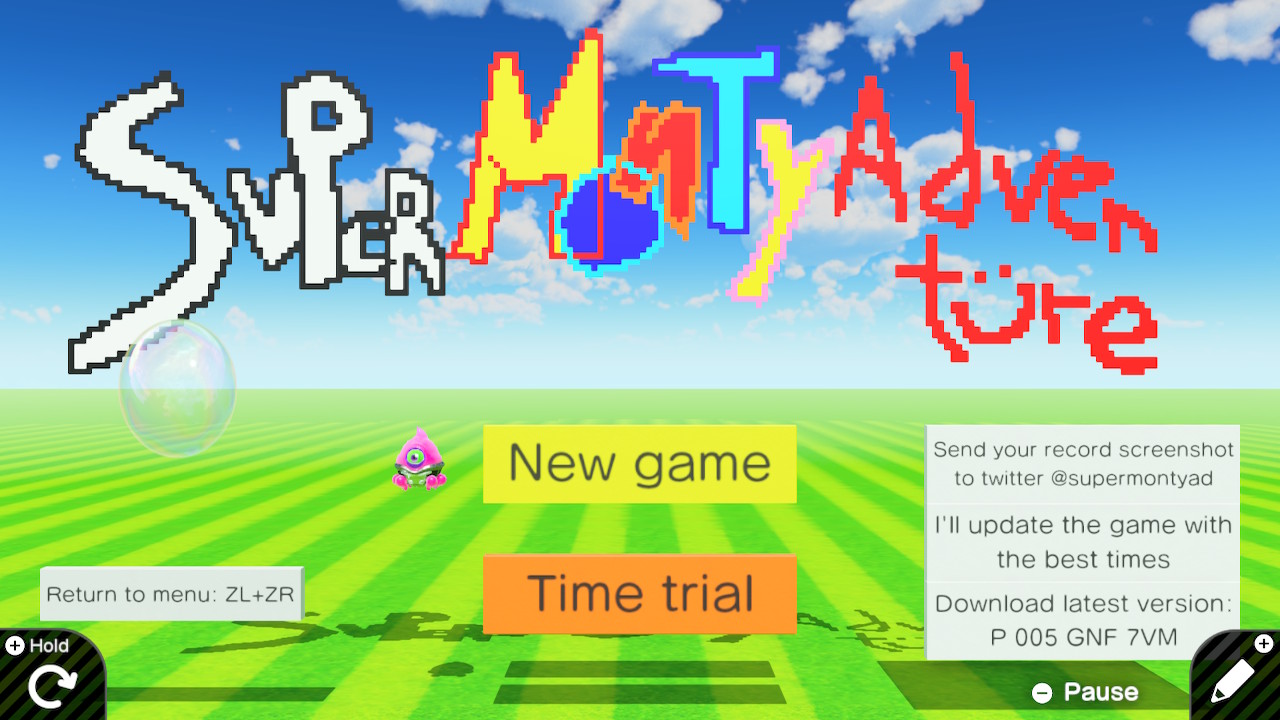 SUPER MONTY Adven
türe
New game
Time trial
Send your record screenshot
to twitter @supermontyad
I'll update the game with
the best times
Download latest version:
P 005 GNF 7VM
Return to menu: ZL+ZR
Hold
Pause